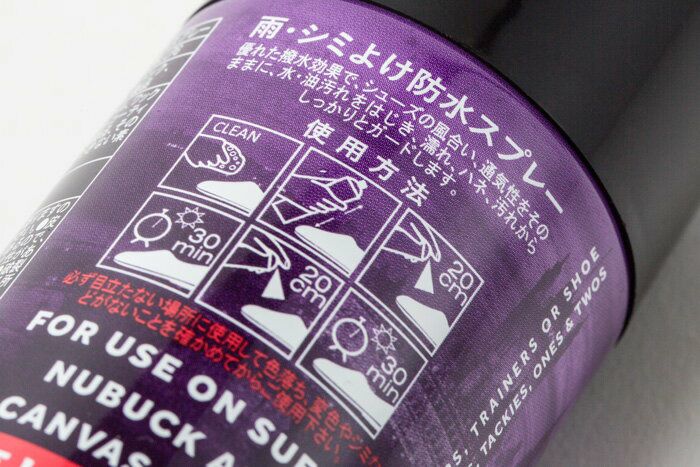 雨・シミよけ防水スプレー
優れた撥水効果で、シューズの風合い、通気性をその
ままに、水・油汚れをはじき、濡れ、ハネ、汚れから
しっかりとガードします。
使用方法
CLEAN
20
cm
30
min
20
cm
30
min
必ず目立たない場所に使用して色落ち、変色やシミな
どがないことを確かめてからご使用下さい。
FOR USE ON SUE
NUBUCK A
CANVAS
TRAINERS OR SHOE
TACKIES, ONES & TWOS